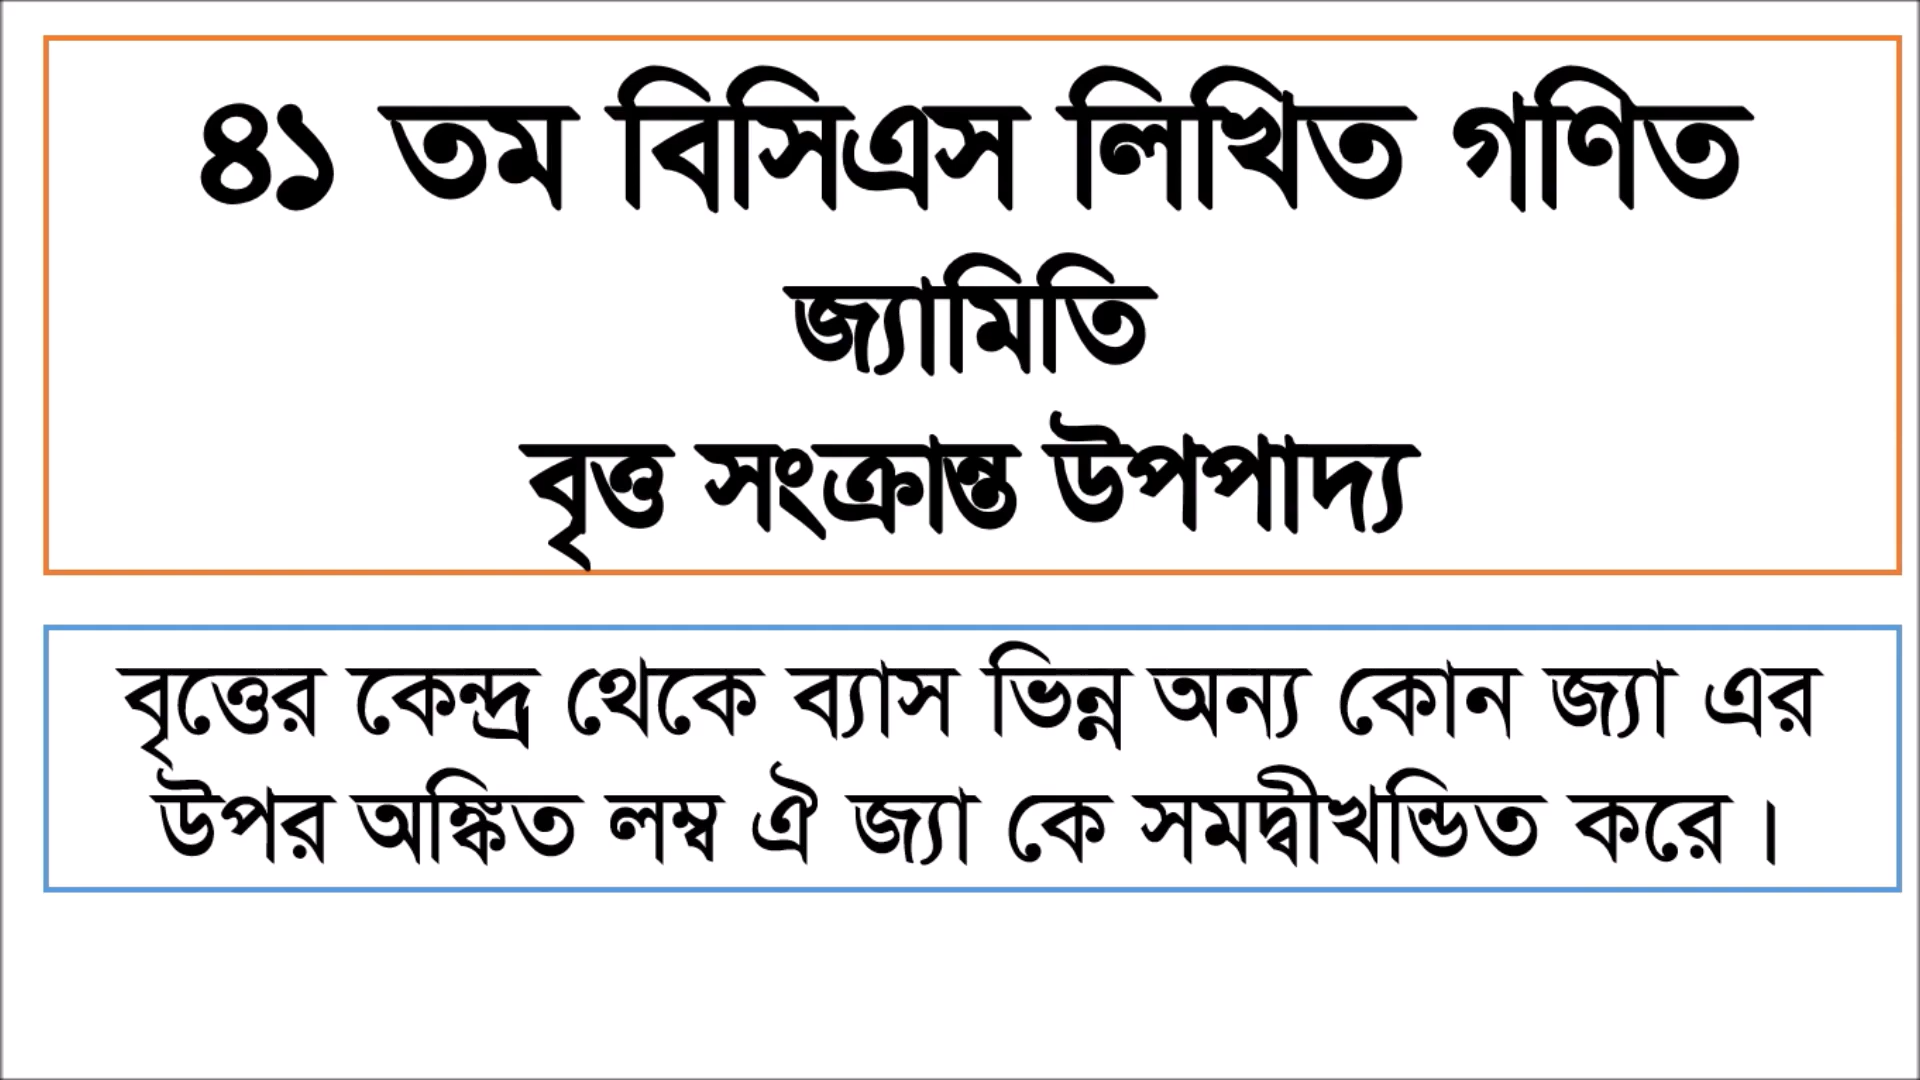 ৪১ তম বিসিএস লিখিত গণিত
জ্যামিতি
বৃত্ত সংক্রান্ত উপপাদ্য
বৃত্তের কেন্দ্র থেকে ব্যাস ভিন্ন অন্য কোন জ্যা এর
উপর অঙ্কিত লম্ব ঐ জ্যা কে সমদ্বীখন্ডিত করে ।